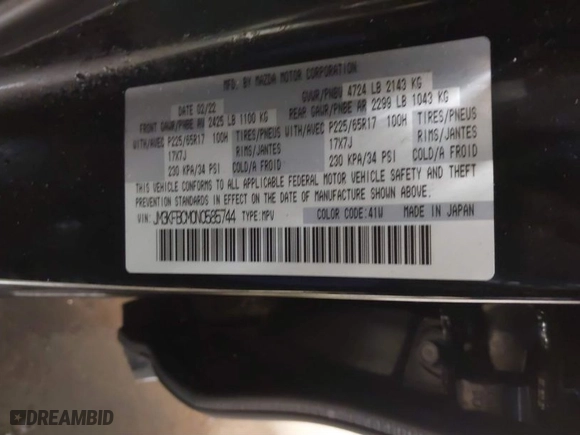 MFD. BY MAZDA MOTOR CORPORATION
DATE 02/22 GVWR/PNBV 4724 LB 2143 KG
FRONT GAWR/PNBE AV 2425 LB 1100 KG REAR GAWR/PNBE AR 2299 LB 1043 KG
WITH/AVEC P225/65R17 100H TIRES/PNEUS WITH/AVEC P225/65R17 100H TIRES/PNEUS
17X7J RIMS/JANTES 17X7J RIMS/JANTES
230 KPA/34 PSI COLD/A FROID 230 KPA/34 PSI COLD/A FROID
THIS VEHICLE CONFORMS TO ALL APPLICABLE FEDERAL MOTOR VEHICLE SAFETY AND THEFT
PREVENTION STANDARDS IN EFFECT ON THE DATE OF MANUFACTURE SHOWN ABOVE.
VIN: JM3KFBCM0N0585744 TYPE: MPV COLOR CODE: 41W MADE IN JAPAN
DREAMBID